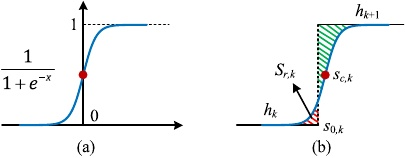 1
1
1+e^{-x}
0
(a)
h_{k+1}
S_{r,k}
s_{c,k}
h_k
s_{0,k}
(b)